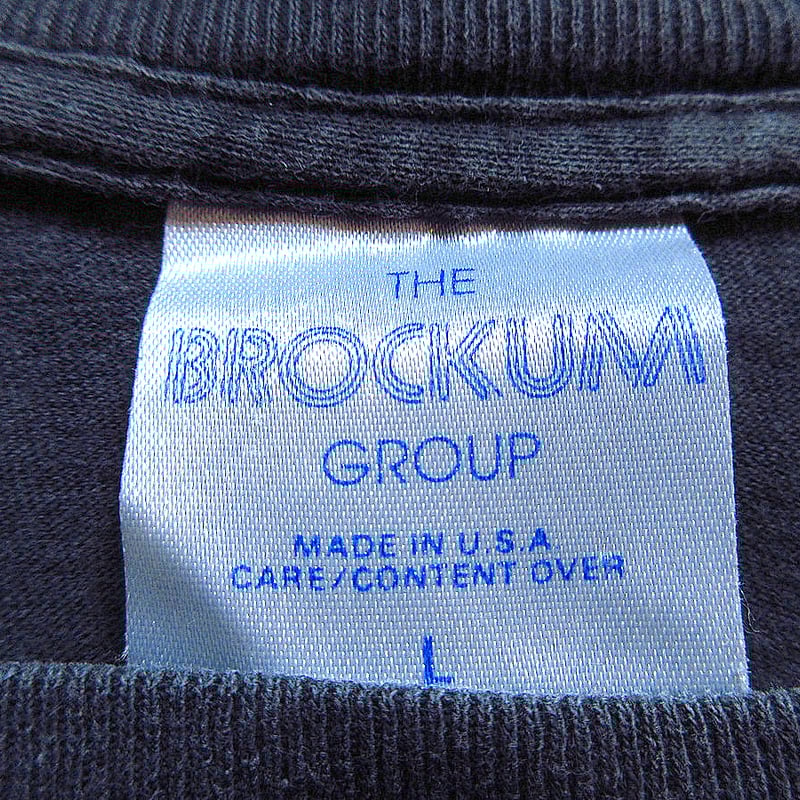 THE
BROCKUM
GROUP
MADE IN U.S.A
CARE/CONTENT OVER
L